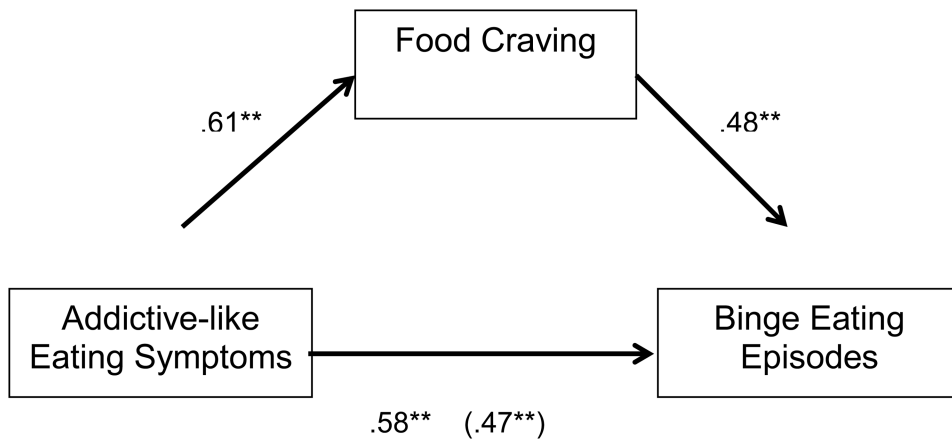 Food Craving
.61**
.48**
Addictive-like
Eating Symptoms
Binge Eating
Episodes
.58** (.47**)